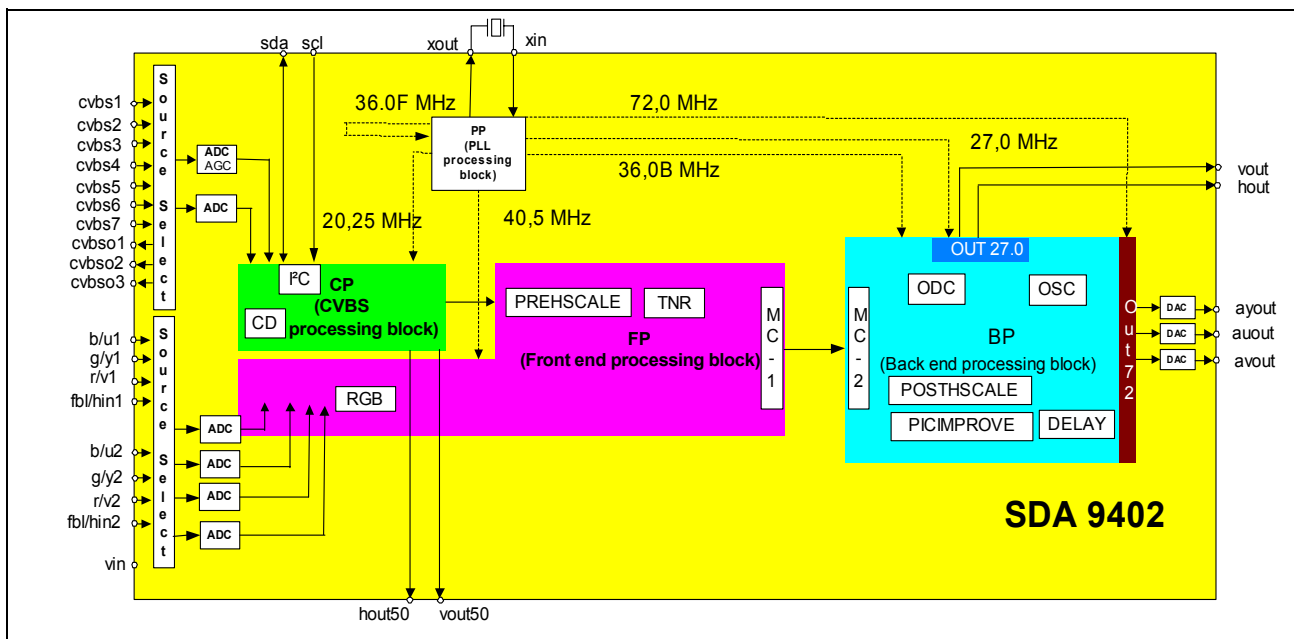 sda scl
xout xin
36.0F MHz
72,0 MHz
27,0 MHz
36,0B MHz
20,25 MHz
40,5 MHz
PP
(PLL
processing
block)
cvbs1
cvbs2
cvbs3
cvbs4
cvbs5
cvbs6
cvbs7
cvbso1
cvbso2
cvbso3
Source Select
ADC
AGC
ADC
I²C
CP
(CVBS
processing block)
CD
PREHSCALE
TNR
FP
(Front end processing block)
RGB
MC-1
MC-2
OUT 27.0
ODC
OSC
BP
(Back end processing block)
POSTHSCALE
PICIMPROVE
DELAY
Out72
DAC
DAC
DAC
vout
hout
ayout
auout
avout
b/u1
g/y1
r/v1
fbl/hin1
b/u2
g/y2
r/v2
fbl/hin2
vin
Source Select
ADC
ADC
ADC
ADC
SDA 9402
hout50 vout50